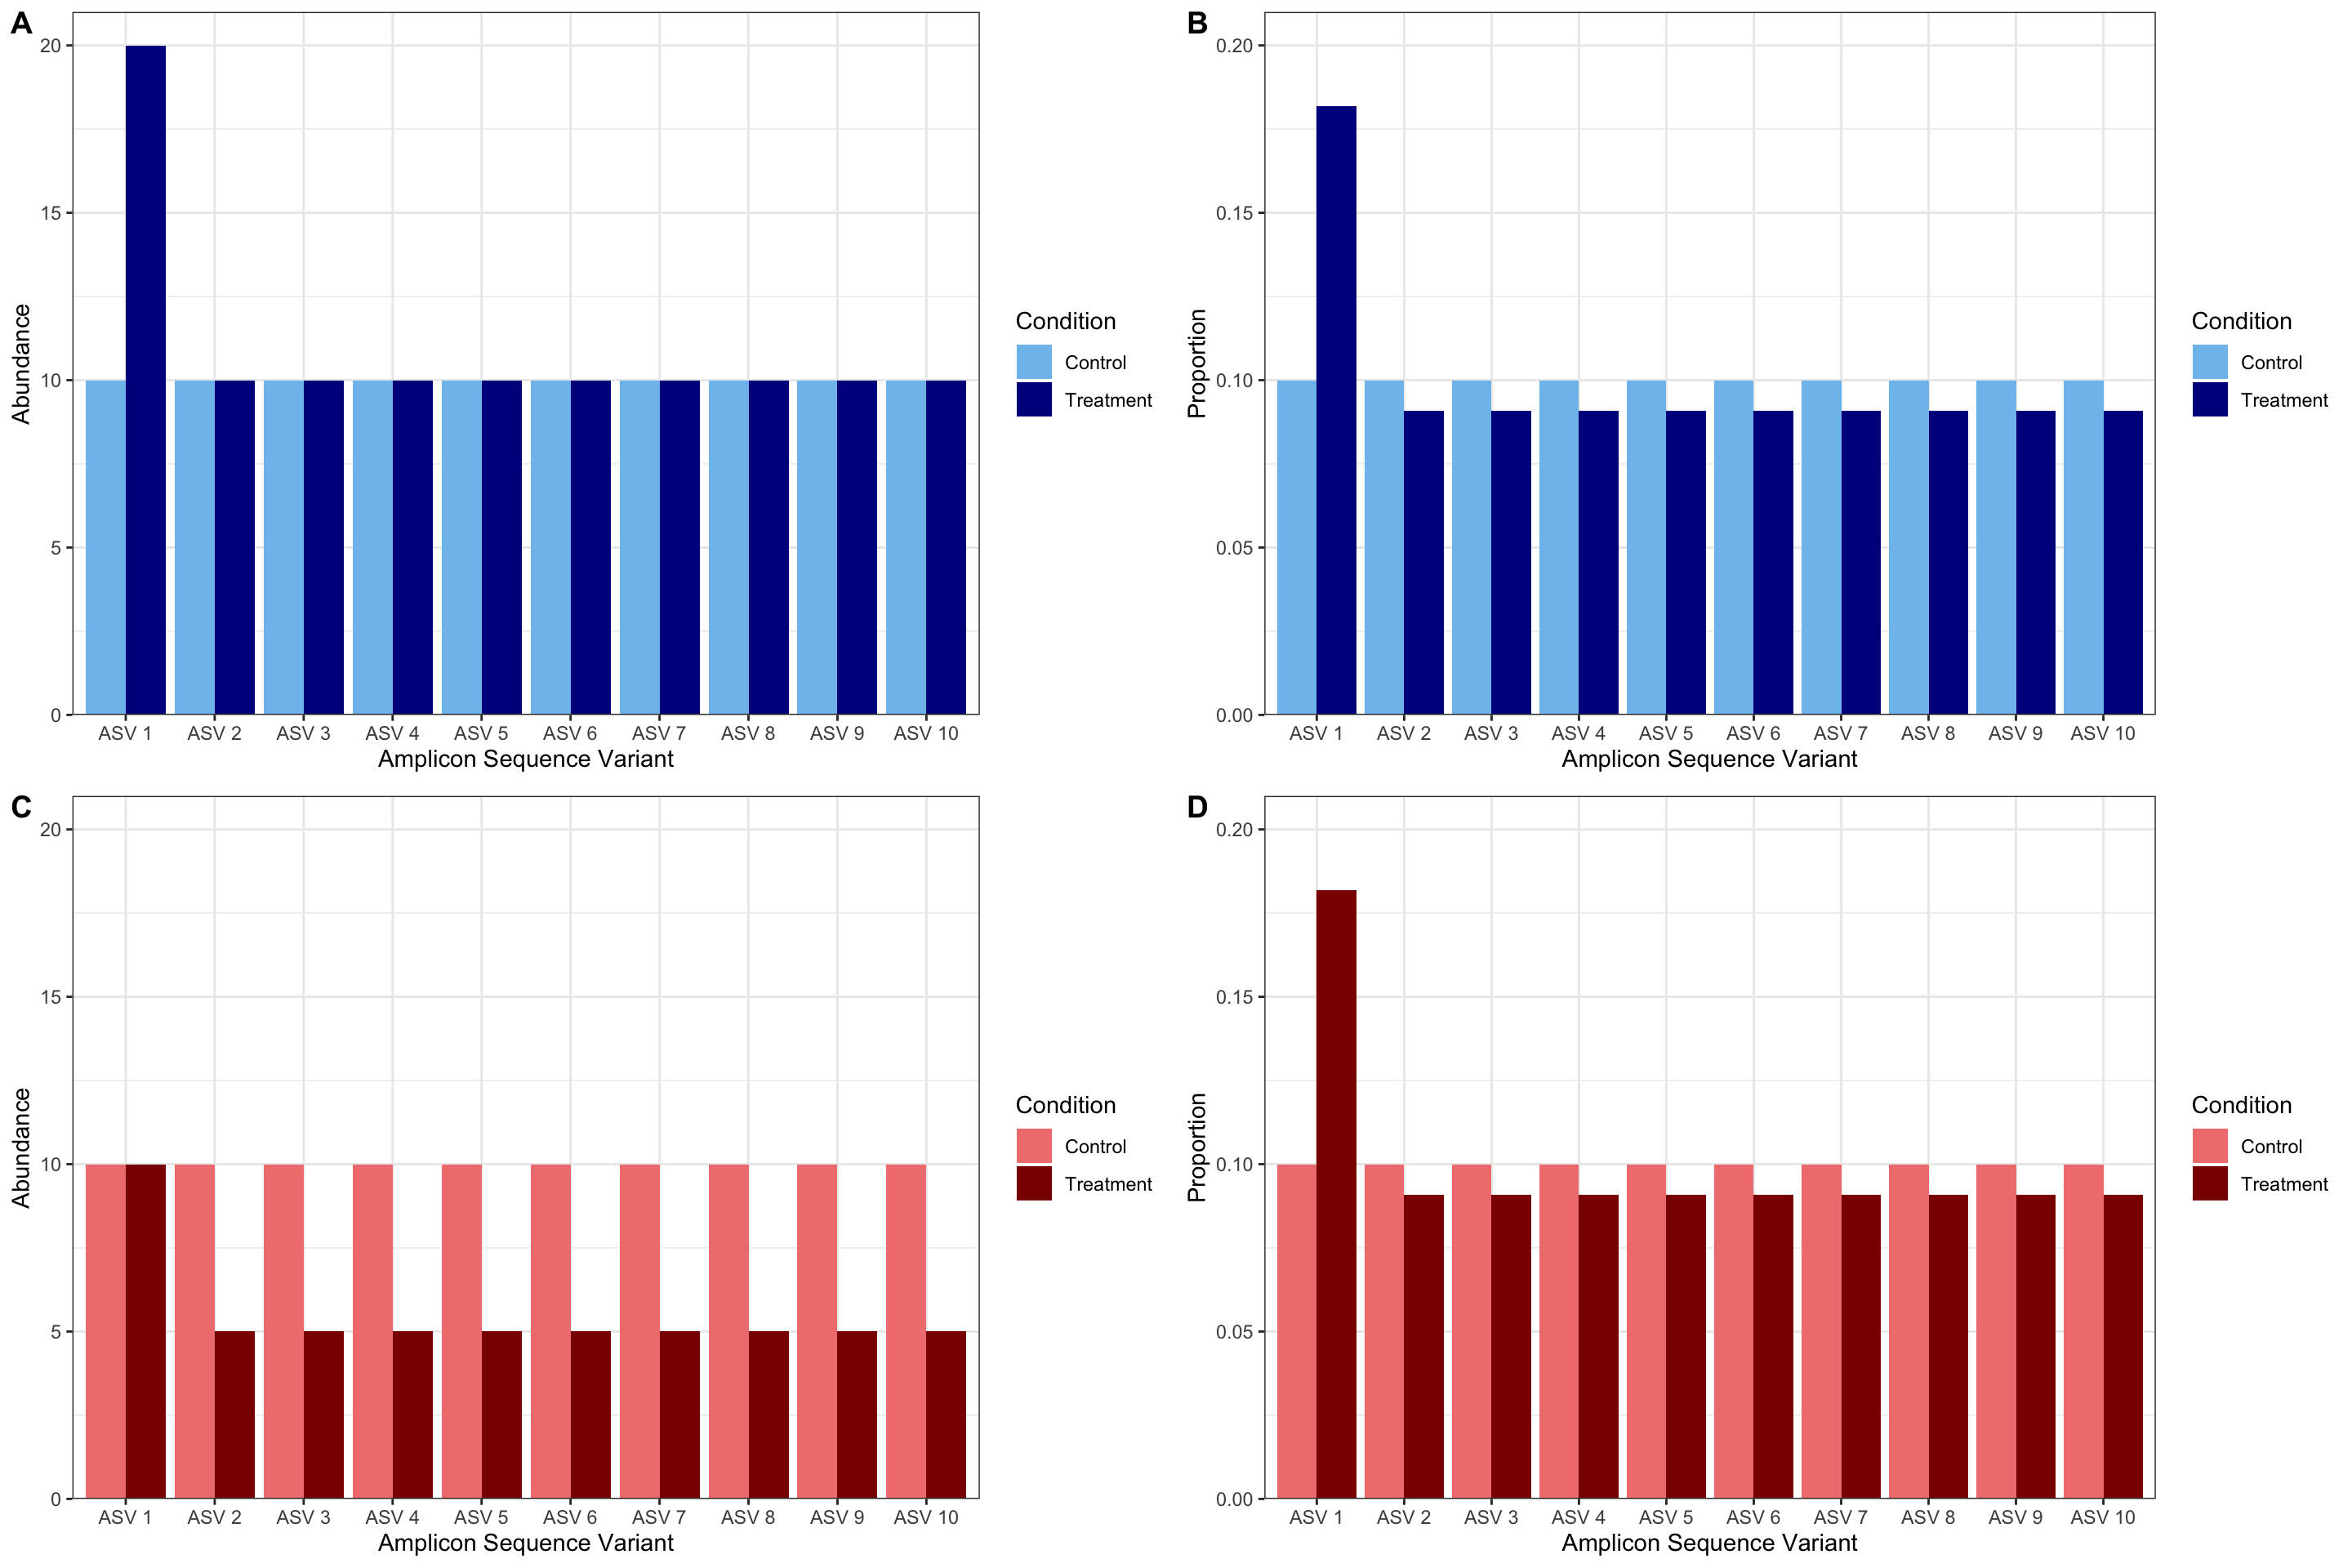 A
20
15
10
5
0
Abundance
ASV 1 ASV 2 ASV 3 ASV 4 ASV 5 ASV 6 ASV 7 ASV 8 ASV 9 ASV 10
Amplicon Sequence Variant
Condition
Control
Treatment
B
0.20
0.15
0.10
0.05
0.00
Proportion
ASV 1 ASV 2 ASV 3 ASV 4 ASV 5 ASV 6 ASV 7 ASV 8 ASV 9 ASV 10
Amplicon Sequence Variant
Condition
Control
Treatment
C
20
15
10
5
0
Abundance
ASV 1 ASV 2 ASV 3 ASV 4 ASV 5 ASV 6 ASV 7 ASV 8 ASV 9 ASV 10
Amplicon Sequence Variant
Condition
Control
Treatment
D
0.20
0.15
0.10
0.05
0.00
Proportion
ASV 1 ASV 2 ASV 3 ASV 4 ASV 5 ASV 6 ASV 7 ASV 8 ASV 9 ASV 10
Amplicon Sequence Variant
Condition
Control
Treatment